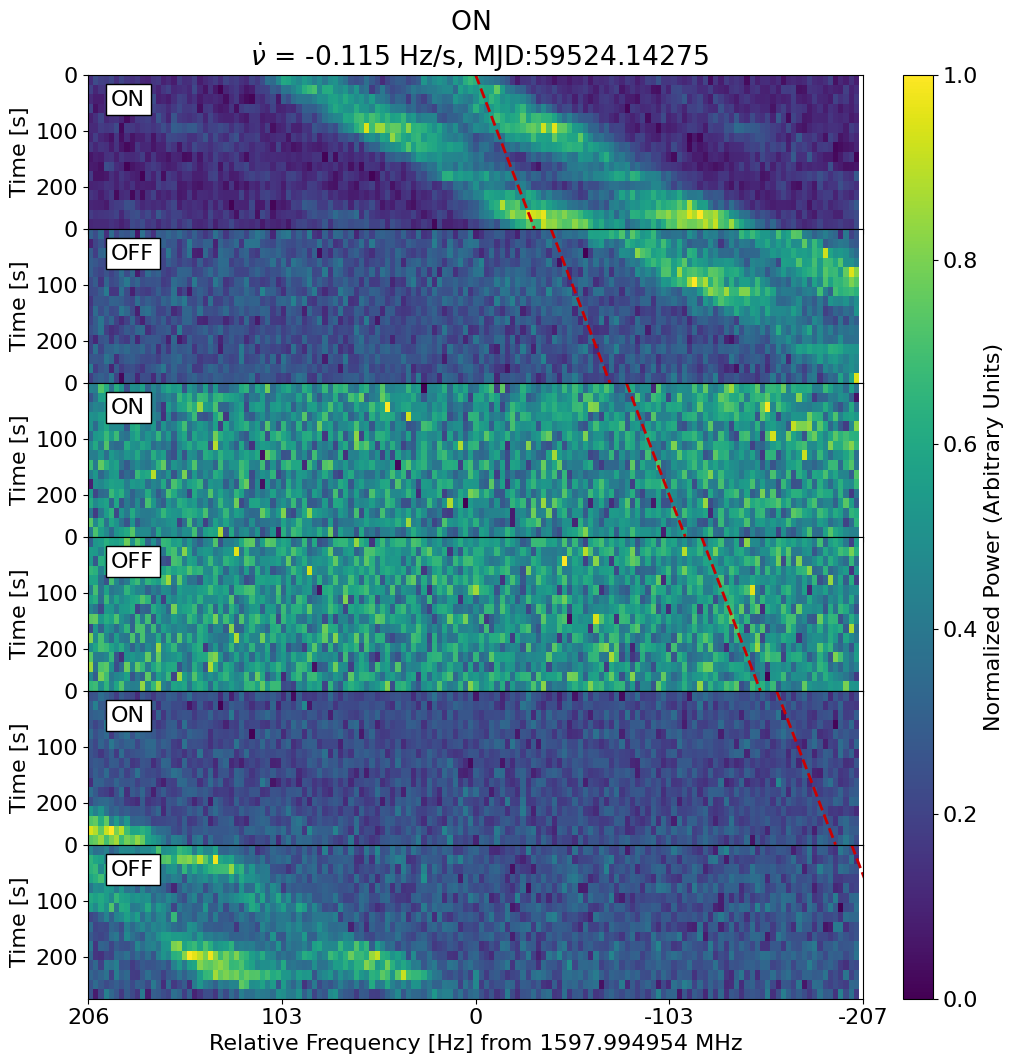 ON
ν̇ = -0.115 Hz/s, MJD:59524.14275
0
ON
100
Time [s]
200
0
OFF
100
Time [s]
200
0
ON
100
Time [s]
200
0
OFF
100
Time [s]
200
0
ON
100
Time [s]
200
0
OFF
100
Time [s]
200
206 103 0 -103 -207
Relative Frequency [Hz] from 1597.994954 MHz
1.0
0.8
0.6
0.4
0.2
0.0
Normalized Power (Arbitrary Units)